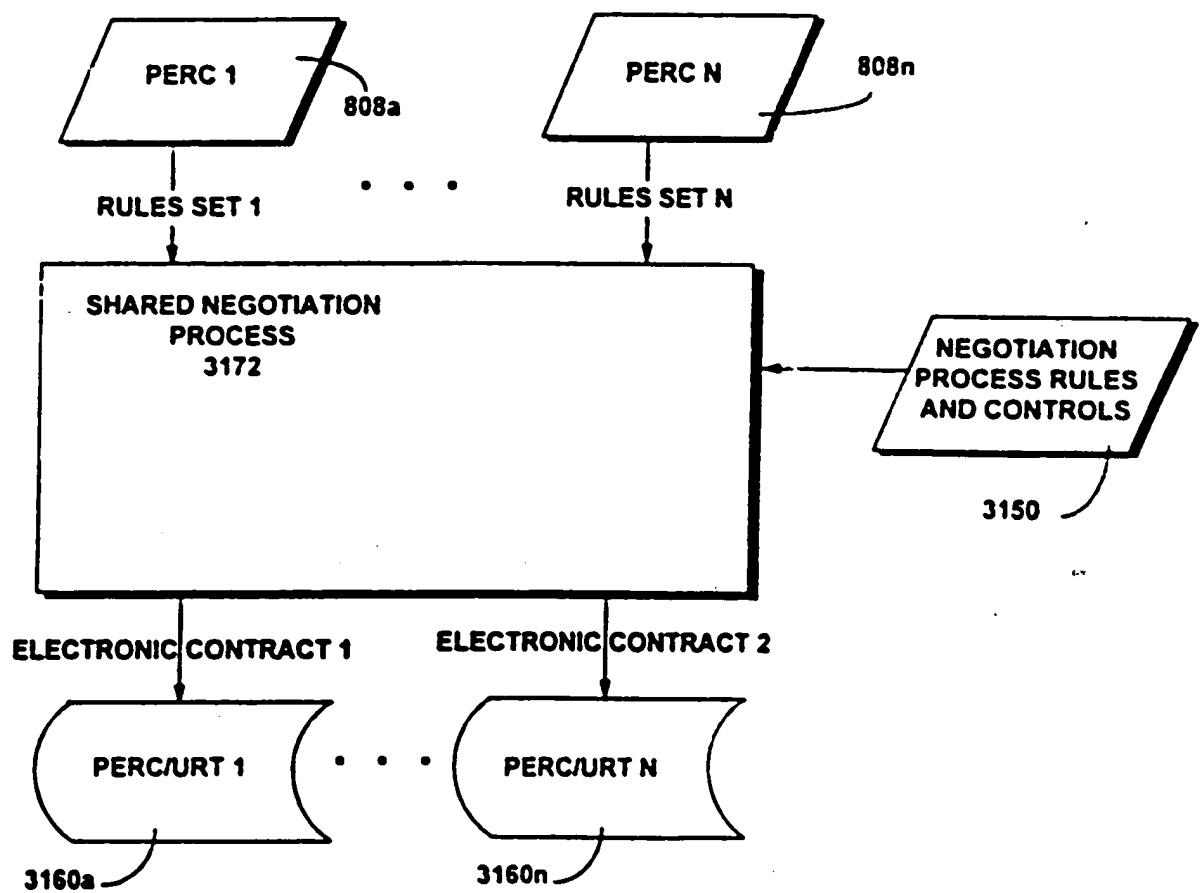 PERC 1
808a
PERC N
808n
RULES SET 1
RULES SET N
SHARED NEGOTIATION
PROCESS
3172
NEGOTIATION
PROCESS RULES
AND CONTROLS
3150
ELECTRONIC CONTRACT 1
ELECTRONIC CONTRACT 2
PERC/URT 1
PERC/URT N
3160a
3160n